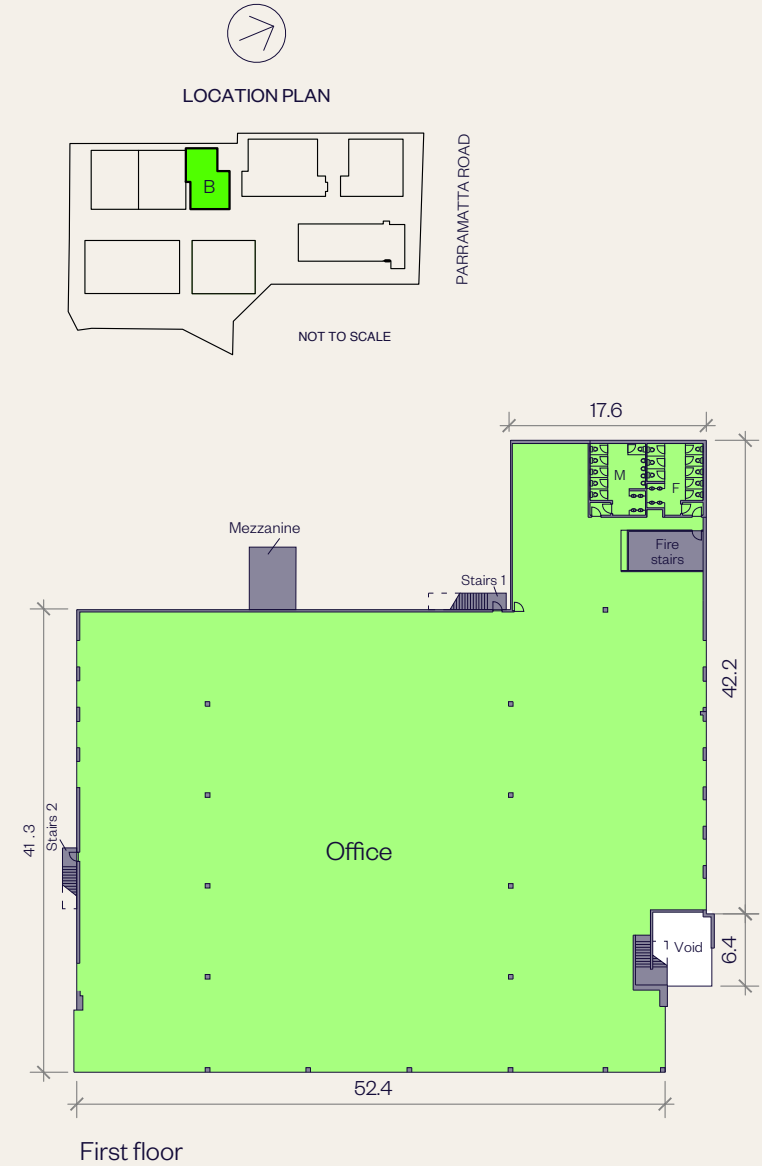 LOCATION PLAN
B
PARRAMATTA ROAD
NOT TO SCALE
17.6
M
F
Mezzanine
Fire
stairs
Stairs 1
42.2
41 .3
Stairs 2
Office
Void
6.4
52.4
First floor